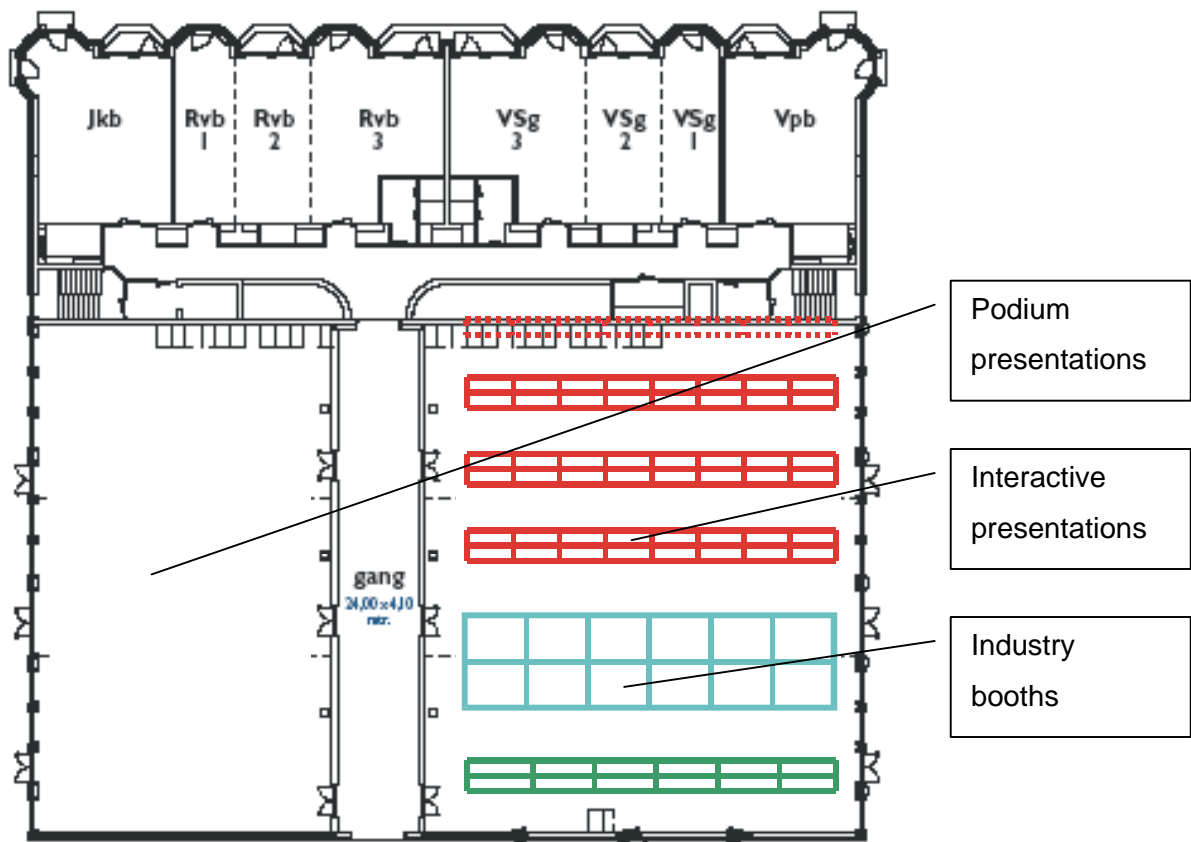 Jkb
Rvb
1
Rvb
2
Rvb
3
VSg
3
VSg
2
VSg
1
Vpb
Podium
presentations
Interactive
presentations
gang
24,00 x 4,10
mtr.
Industry
booths